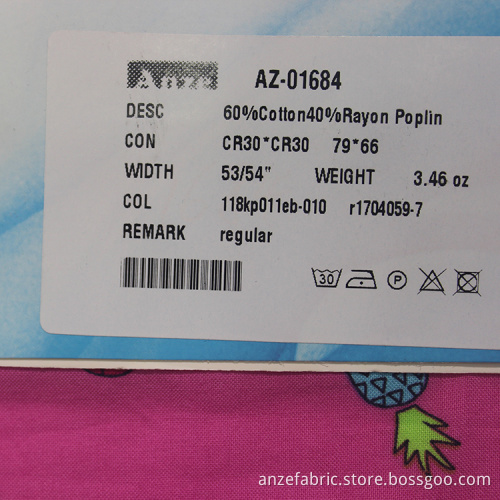 Anze AZ-01684
DESC 60%Cotton40%Rayon Poplin
CON CR30*CR30 79*66
WIDTH 53/54" WEIGHT 3.46 oz
COL 118kp011eb-010 r1704059-7
REMARK regular
30 P
anzefabric.store.bossgoo.com